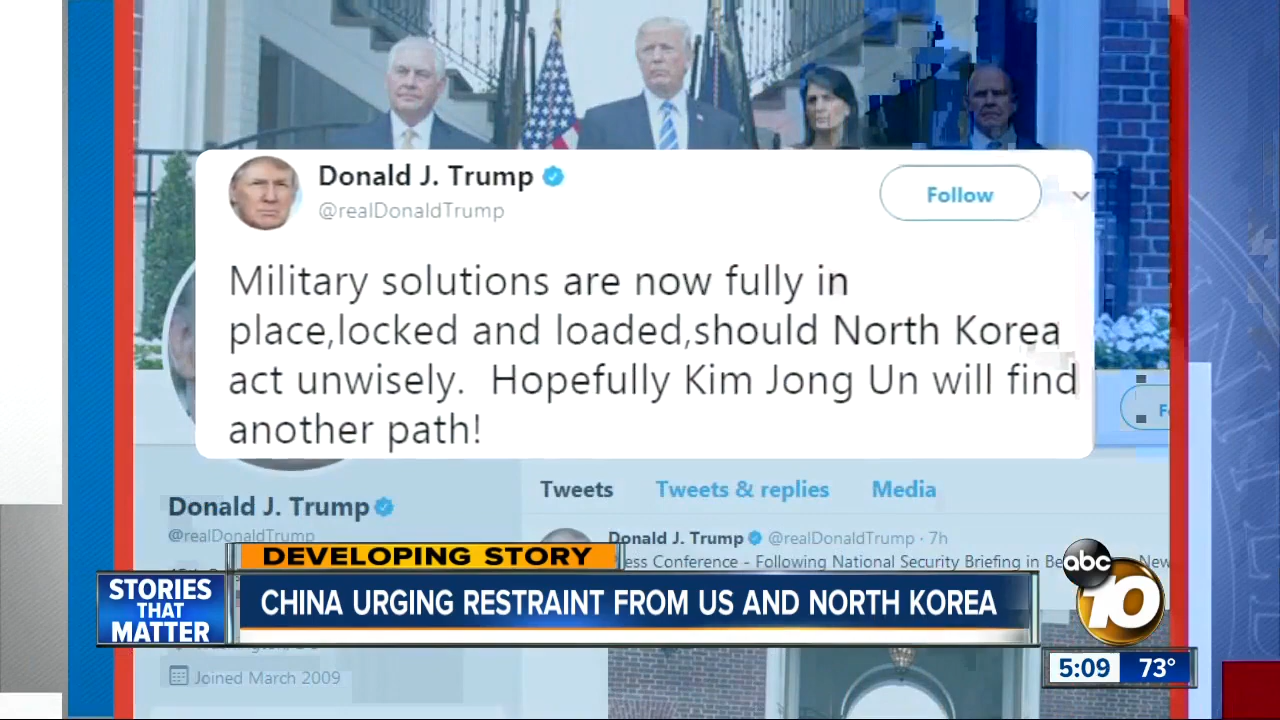 Donald J. Trump
@realDonaldTrump
Follow
Military solutions are now fully in
place,locked and loaded,should North Korea
act unwisely.  Hopefully Kim Jong Un will find
another path!
Tweets Tweets & replies Media
Donald J. Trump
@realDonaldTrump
Donald J. Trump @realDonaldTrump · 7h
Conference - Following National Security Briefing in
DEVELOPING STORY
STORIES
THAT
MATTER
CHINA URGING RESTRAINT FROM US AND NORTH KOREA
abc
10
5:09 73°
Joined March 2009